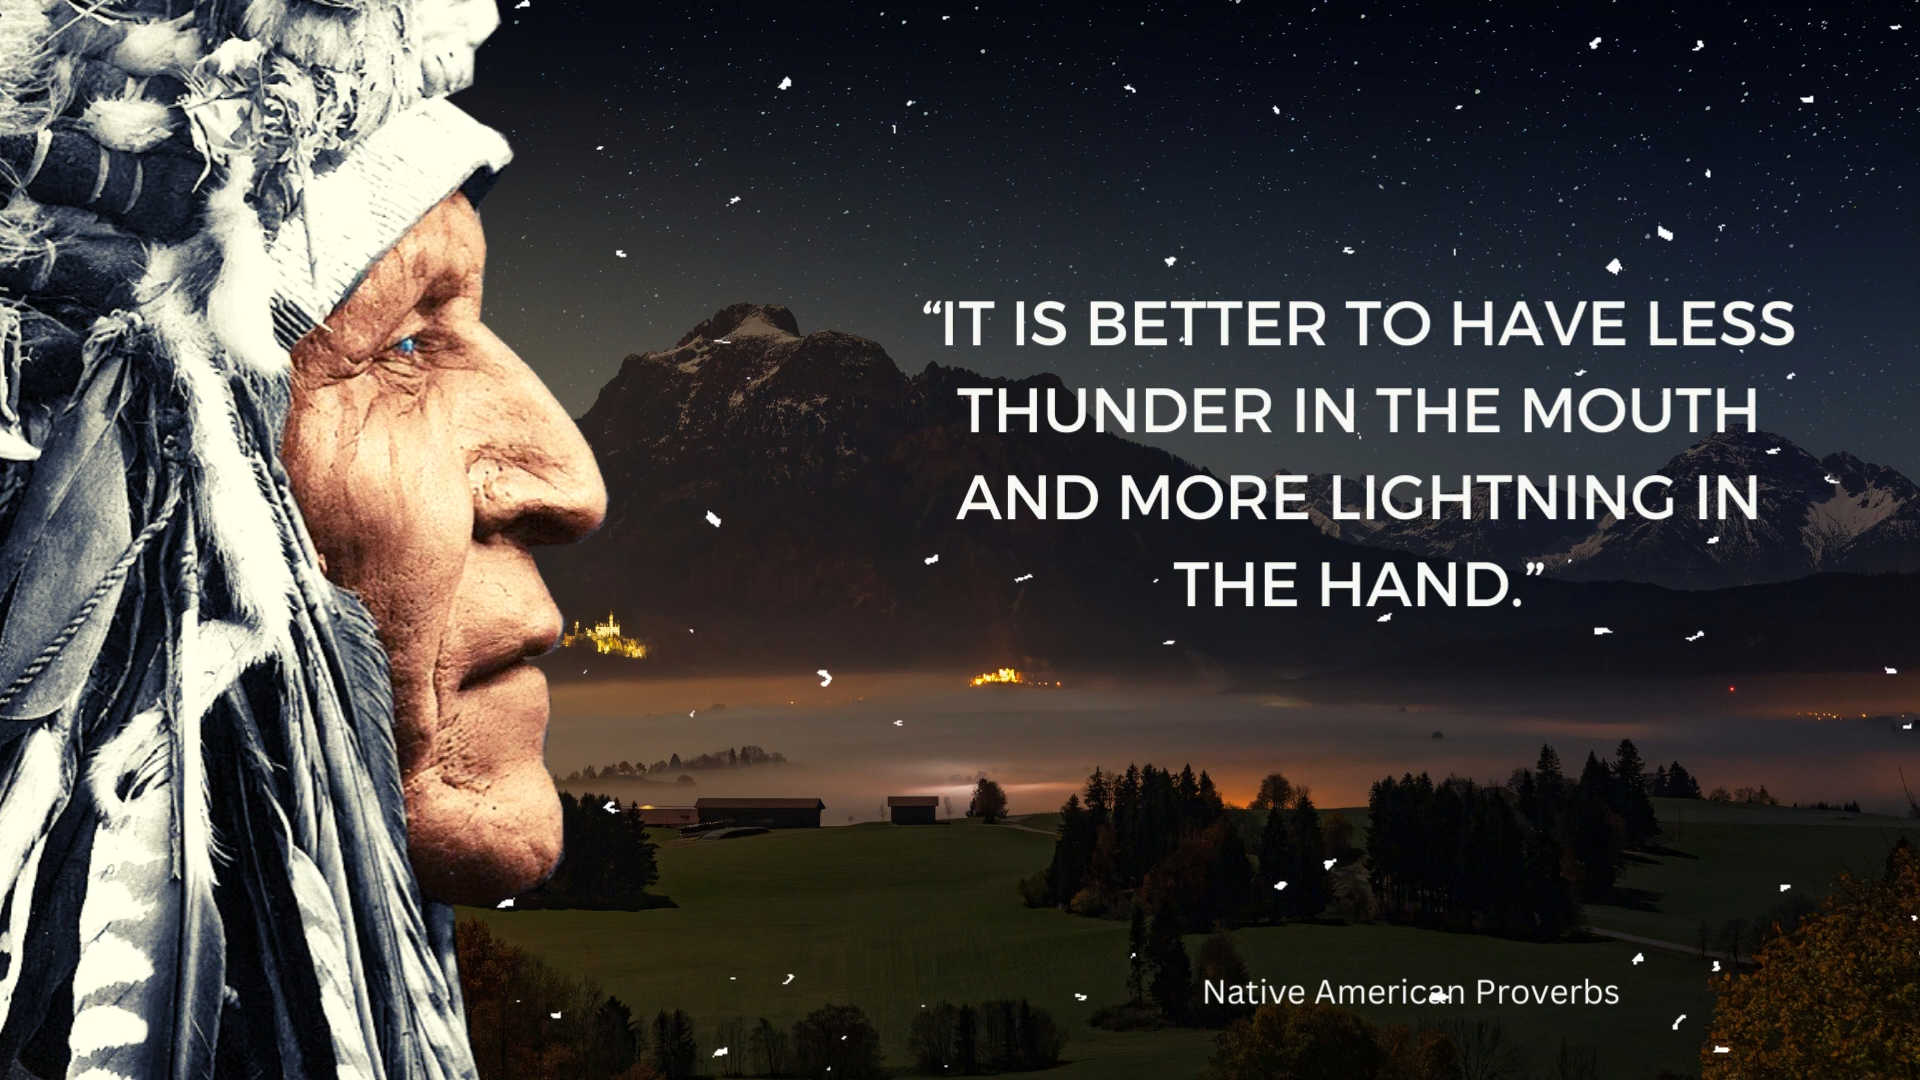 “IT IS BETTER TO HAVE LESS
THUNDER IN THE MOUTH
AND MORE LIGHTNING IN
THE HAND.”
Native American Proverbs